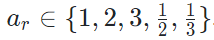 a_r ∈ {1, 2, 3, 1/2, 1/3}